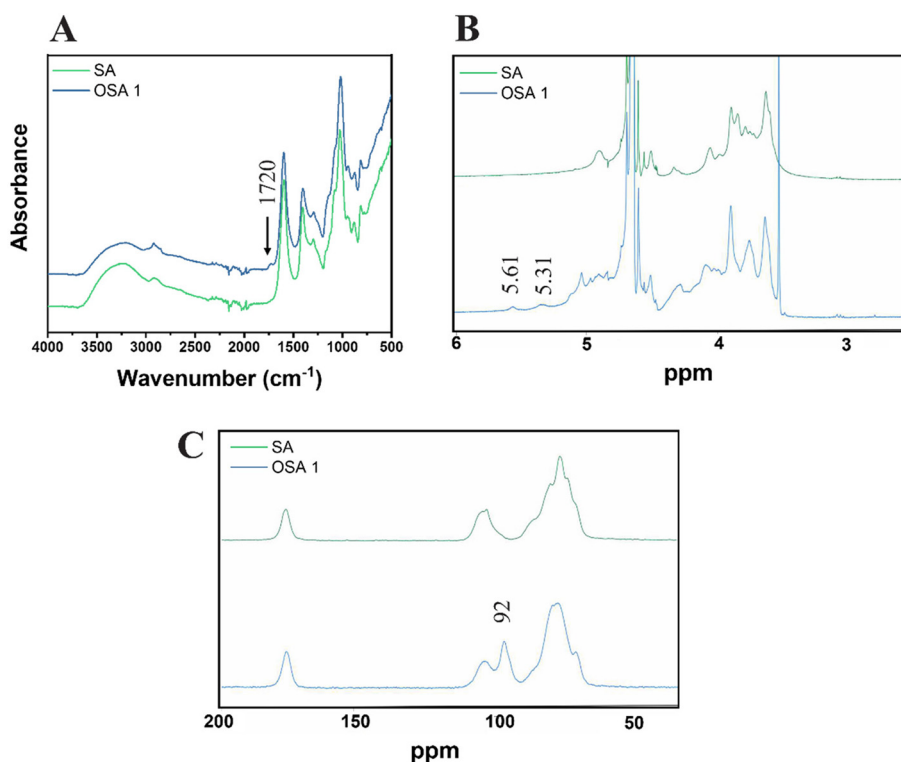 A
SA
OSA 1
1720
Absorbance
4000 3500 3000 2500 2000 1500 1000 500
Wavenumber (cm-1)
B
SA
OSA 1
5.61
5.31
6 5 4 3
ppm
C
SA
OSA 1
92
200 150 100 50
ppm